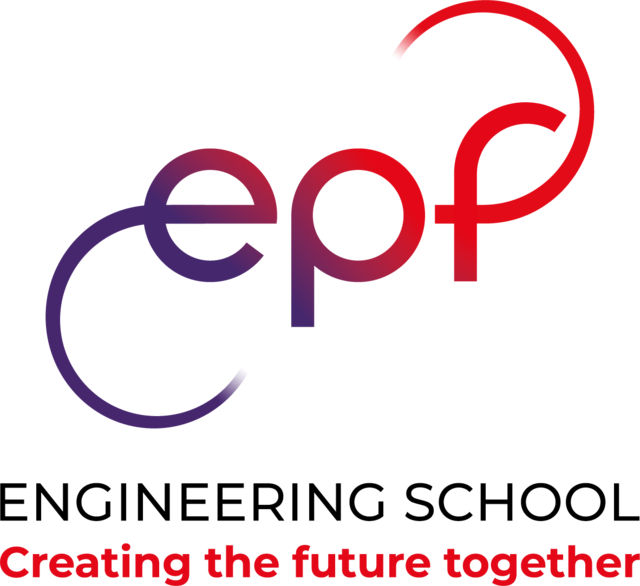 epf
ENGINEERING SCHOOL
Creating the future together